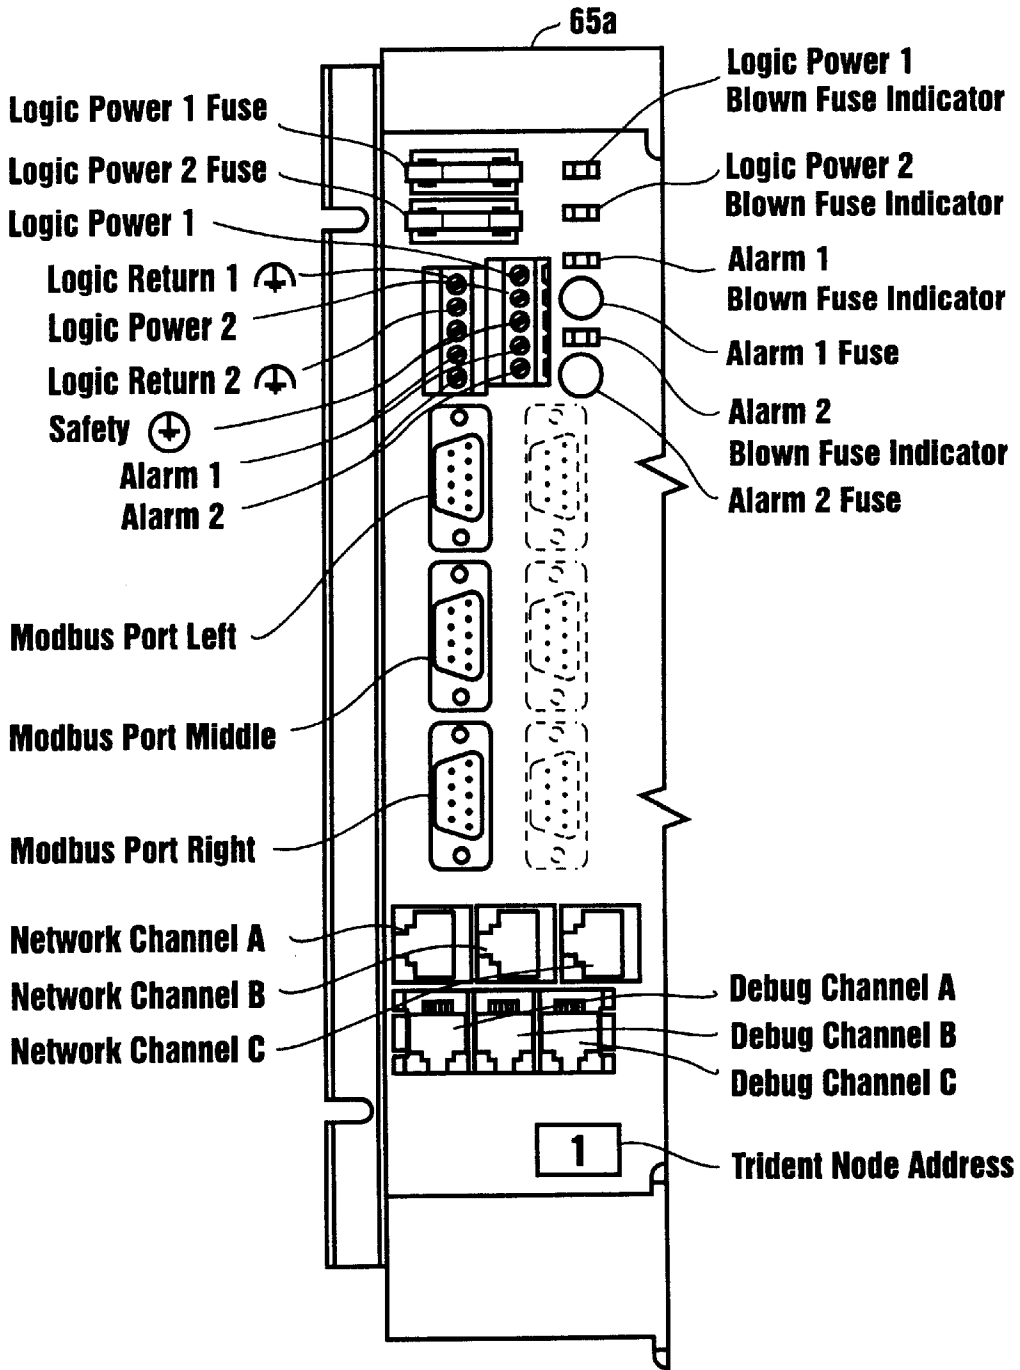 65a
Logic Power 1 Fuse
Logic Power 2 Fuse
Logic Power 1
Logic Return 1
Logic Power 2
Logic Return 2
Safety
Alarm 1
Alarm 2
Modbus Port Left
Modbus Port Middle
Modbus Port Right
Network Channel A
Network Channel B
Network Channel C
Logic Power 1
Blown Fuse Indicator
Logic Power 2
Blown Fuse Indicator
Alarm 1
Blown Fuse Indicator
Alarm 1 Fuse
Alarm 2
Blown Fuse Indicator
Alarm 2 Fuse
Debug Channel A
Debug Channel B
Debug Channel C
1
Trident Node Address